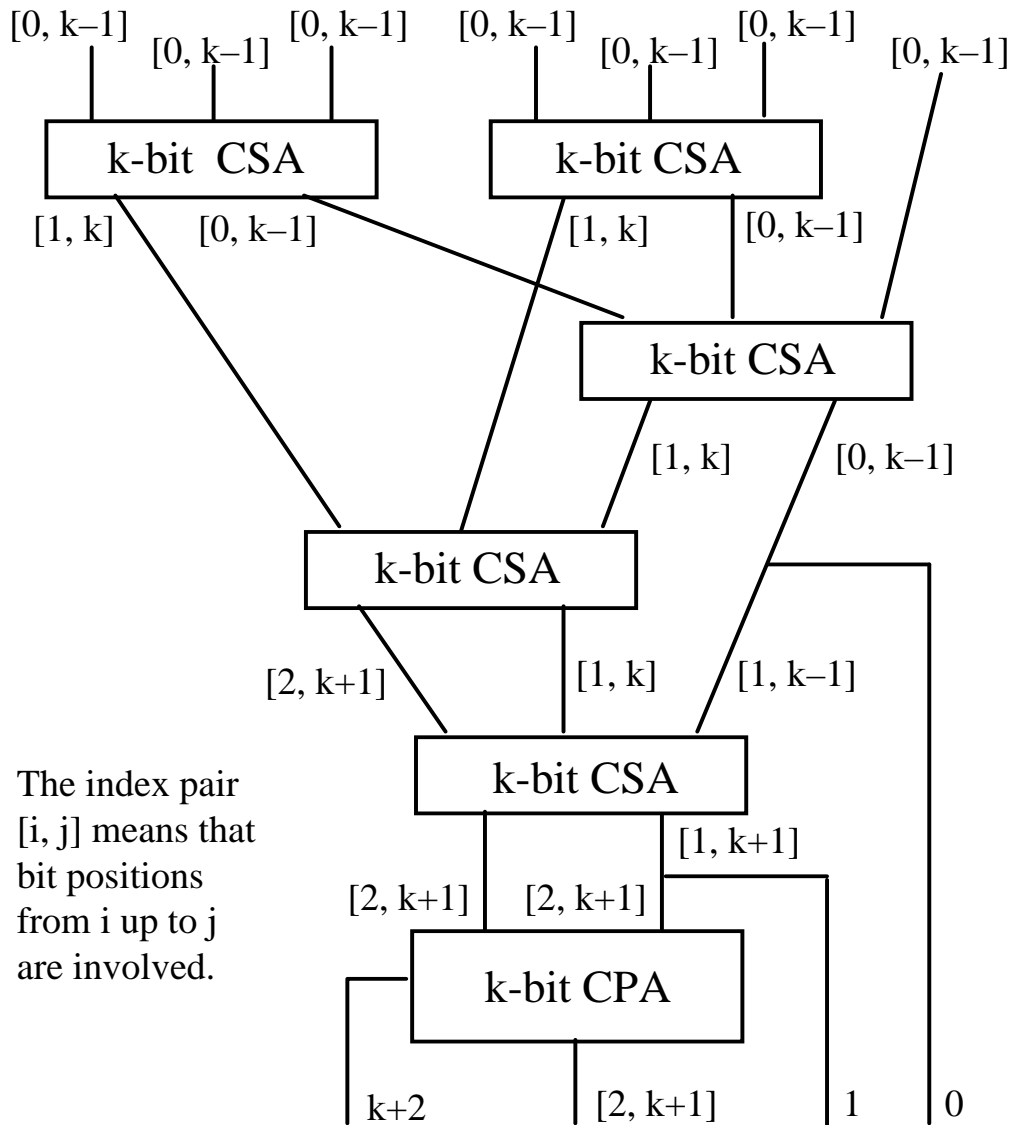 [0, k–1] [0, k–1] [0, k–1] [0, k–1] [0, k–1] [0, k–1] [0, k–1]
k-bit CSA k-bit CSA
[1, k] [0, k–1] [1, k] [0, k–1]
k-bit CSA
[1, k] [0, k–1]
k-bit CSA
[2, k+1] [1, k] [1, k–1]
k-bit CSA
The index pair
[i, j] means that
bit positions
from i up to j
are involved.
[1, k+1]
[2, k+1] [2, k+1]
k-bit CPA
k+2 [2, k+1] 1 0